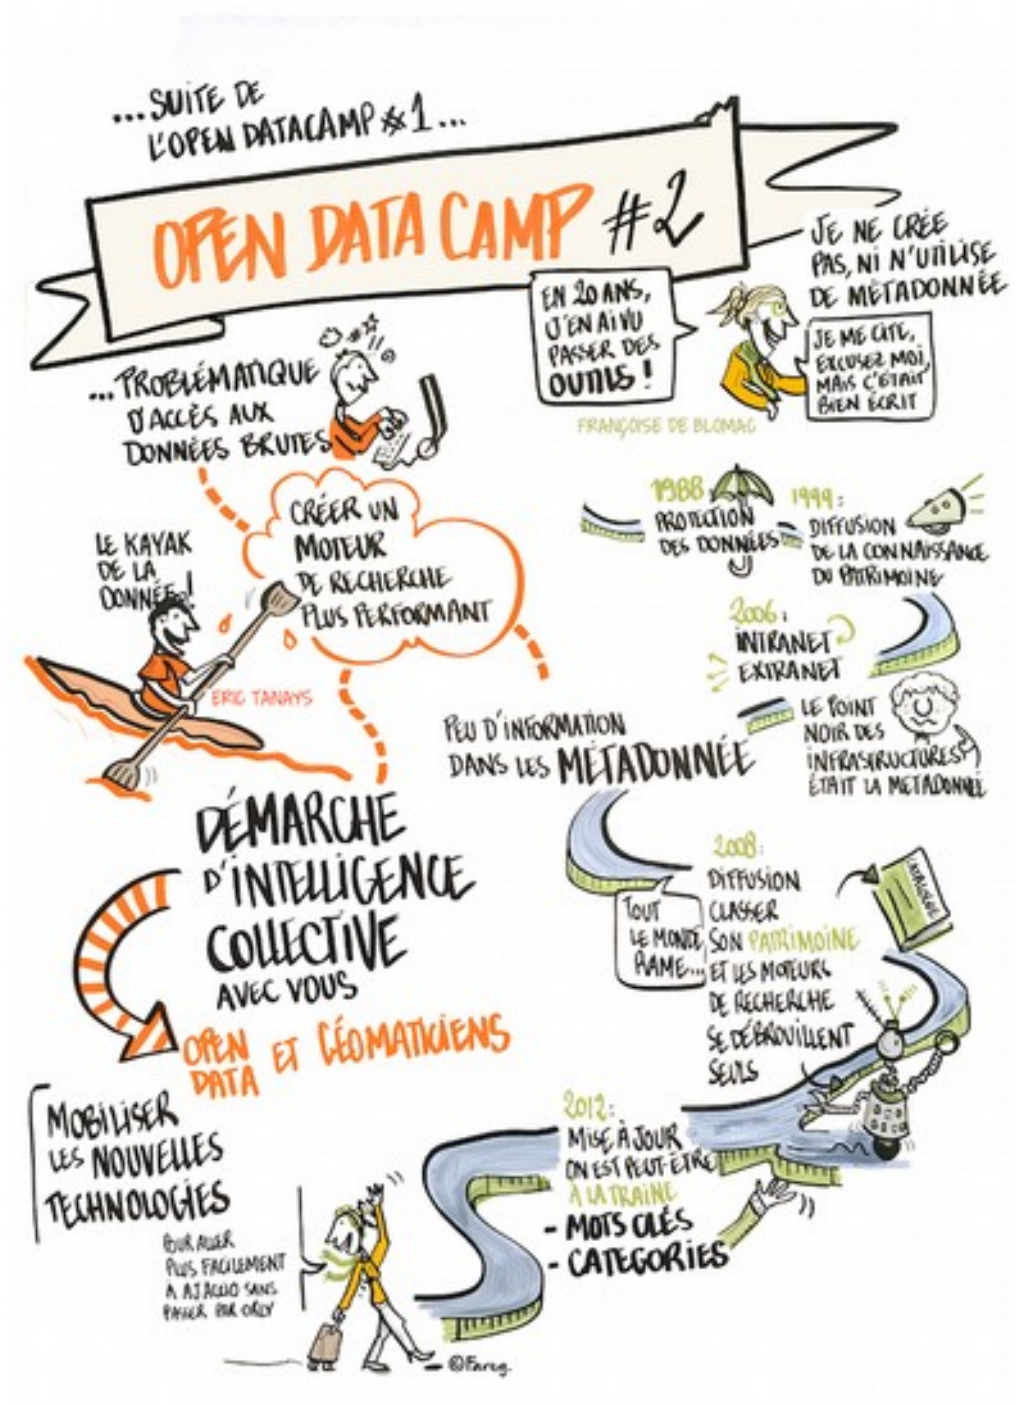 ...SUITE DE
L'OPEN DATACAMP #1...
OPEN DATA CAMP #2
JE NE CRÉE
PAS, NI N'UTILISE
DE MÉTADONNÉE
EN 20 ANS,
J'EN AI VU
PASSER DES
OUTILS !
JE ME CITE,
EXCUSEZ MOI,
MAIS C'ÉTAIT
BIEN ÉCRIT
FRANÇOISE DE BLOMAC
...PROBLÉMATIQUE
D'ACCÈS AUX
DONNÉES BRUTES
CRÉER UN
MOTEUR
DE RECHERCHE
PLUS PERFORMANT
LE KAYAK
DE LA
DONNÉE !
ERIC TANAYS
1988
PROTECTION
DES DONNÉES
1999:
DIFFUSION
DE LA CONNAISSANCE
DU PATRIMOINE
2006:
INTRANET
EXTRANET
LE POINT
NOIR DES
INFRASTRUCTURES
ÉTAIT LA METADONNÉE
PEU D'INFORMATION
DANS LES MÉTADONNÉE
DÉMARCHE
D'INTELLIGENCE
COLLECTIVE
AVEC VOUS
OPEN
DATA ET GÉOMATICIENS
2008:
DIFFUSION
CLASSER
SON PATRIMOINE
ET LES MOTEURS
DE RECHERCHE
SE DÉBROUILLENT
SEULS
CATALOGUE
TOUT
LE MONDE
RAME...
2012:
MISE À JOUR
ON EST PEUT-ÊTRE
À LA TRAINE
- MOTS CLÉS
- CATEGORIES
MOBILISER
LES NOUVELLES
TECHNOLOGIES
POUR ALLER
PLUS FACILEMENT
À AJACCIO SANS
PASSER PAR ORLY
©Fareg.